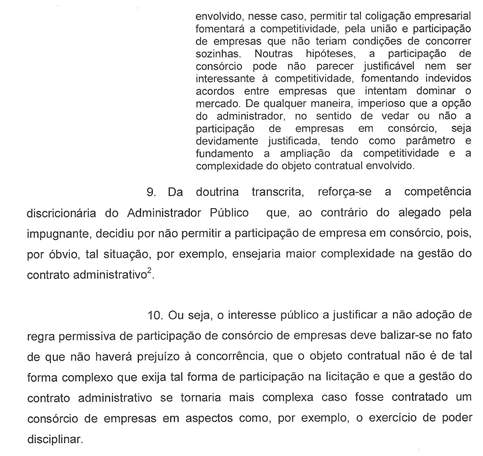 envolvido, nesse caso, permitir tal coligação empresarial
fomentará a competitividade, pela união e participação
de empresas que não teriam condições de concorrer
sozinhas. Noutras hipóteses, a participação de
consórcio pode não parecer justificável nem ser
interessante à competitividade, fomentando indevidos
acordos entre empresas que intentam dominar o
mercado. De qualquer maneira, imperioso que a opção
do administrador, no sentido de vedar ou não a
participação de empresas em consórcio, seja
devidamente justificada, tendo como parâmetro e
fundamento a ampliação da competitividade e a
complexidade do objeto contratual envolvido.
9. Da doutrina transcrita, reforça-se a competência
discricionária do Administrador Público que, ao contrário do alegado pela
impugnante, decidiu por não permitir a participação de empresa em consórcio, pois,
por óbvio, tal situação, por exemplo, ensejaria maior complexidade na gestão do
contrato administrativo².
10. Ou seja, o interesse público a justificar a não adoção de
regra permissiva de participação de consórcio de empresas deve balizar-se no fato
de que não haverá prejuízo à concorrência, que o objeto contratual não é de tal
forma complexo que exija tal forma de participação na licitação e que a gestão do
contrato administrativo se tornaria mais complexa caso fosse contratado um
consórcio de empresas em aspectos como, por exemplo, o exercício de poder
disciplinar.